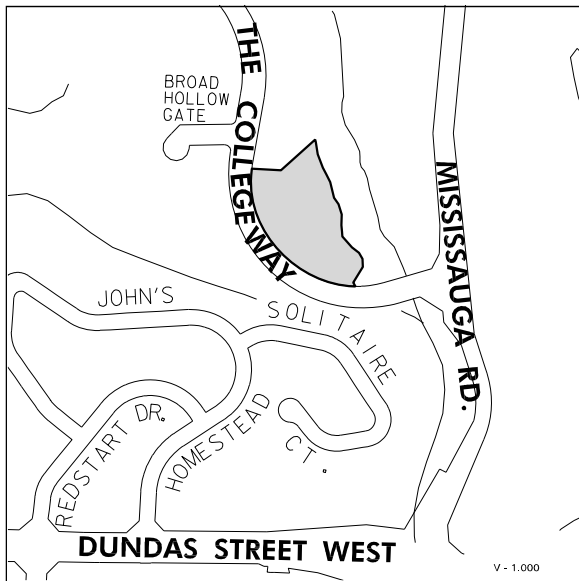 THE COLLEGEWAY
BROAD
HOLLOW
GATE
MISSISSAUGA RD.
JOHN'S
SOLITAIRE
CT.
REDSTART DR.
HOMESTEAD
DUNDAS STREET WEST
V - 1.000